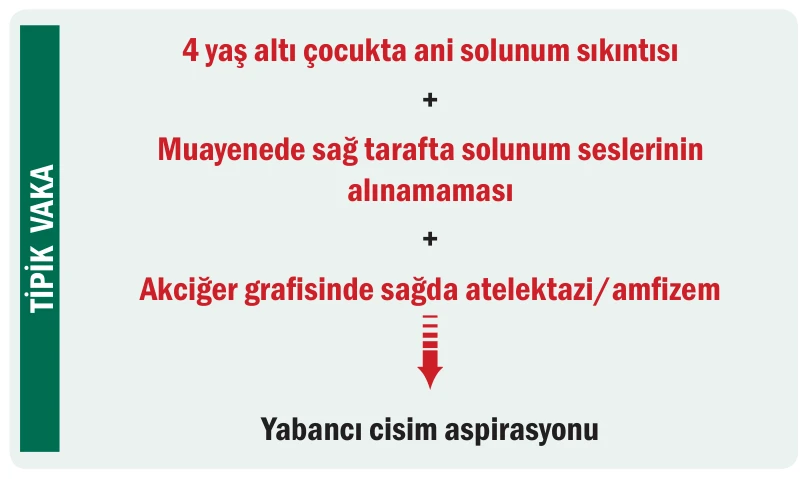 TİPİK VAKA
4 yaş altı çocukta ani solunum sıkıntısı
+
Muayenede sağ tarafta solunum seslerinin
alınamaması
+
Akciğer grafisinde sağda atelektazi/amfizem
Yabancı cisim aspirasyonu